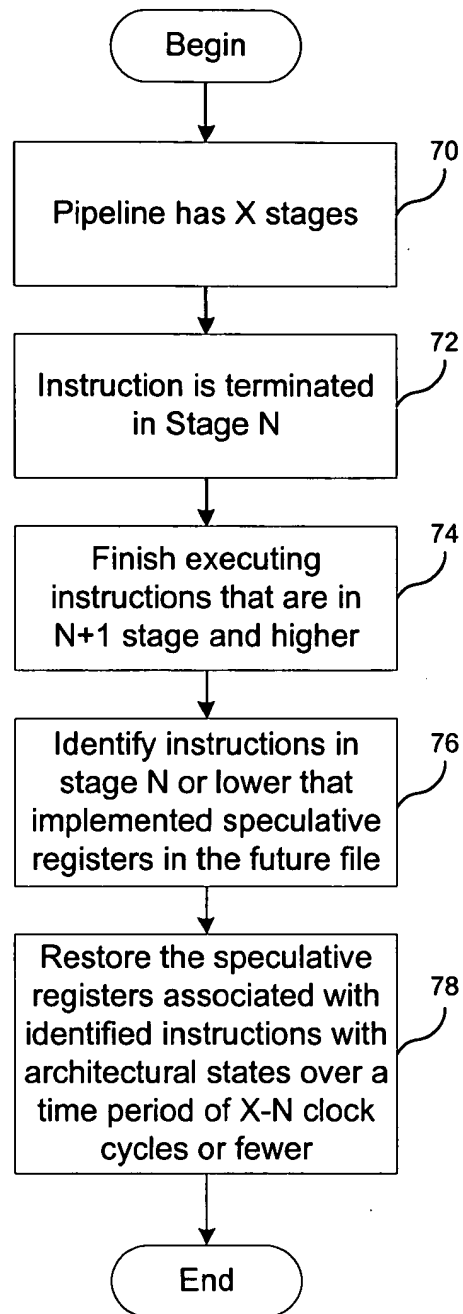 Begin
70
Pipeline has X stages
72
Instruction is terminated
in Stage N
74
Finish executing
instructions that are in
N+1 stage and higher
76
Identify instructions in
stage N or lower that
implemented speculative
registers in the future file
78
Restore the speculative
registers associated with
identified instructions with
architectural states over a
time period of X-N clock
cycles or fewer
End